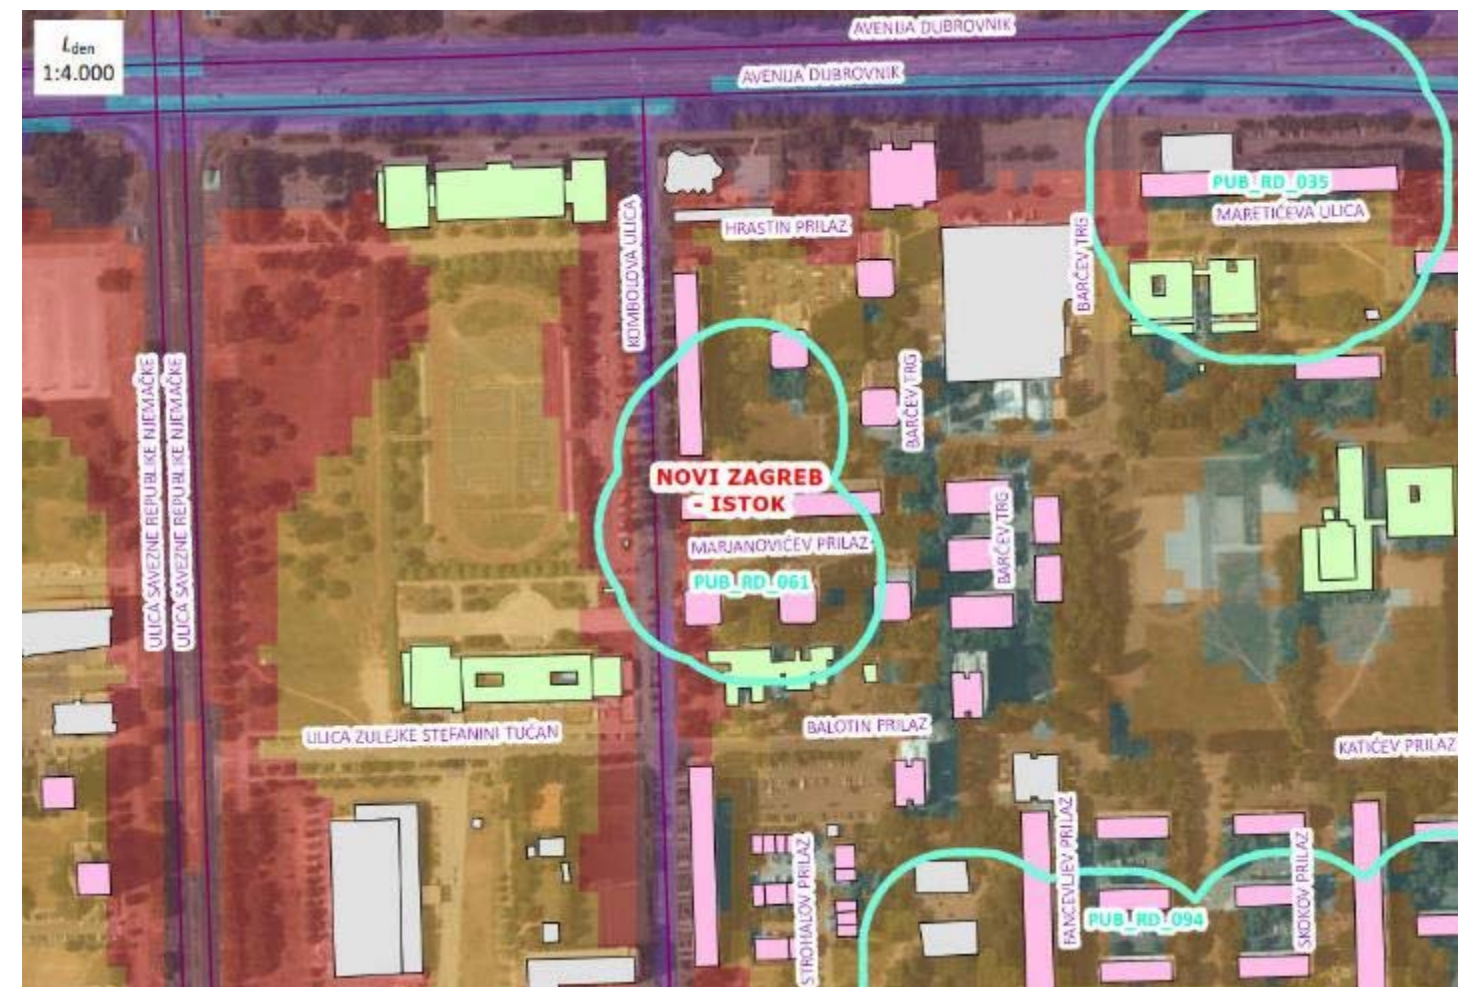 Lden
1:4.000
AVENIJA DUBROVNIK
AVENIJA DUBROVNIK
PUB_RD_035
MARETIĆEVA ULICA
HRASTIN PRILAZ
KOMBOLOVA ULICA
BARČEV TRG
ULICA SAVEZNE REPUBLIKE NJEMAČKE
ULICA SAVEZNE REPUBLIKE NJEMAČKE
BARČEV TRG
NOVI ZAGREB
- ISTOK
BARČEV TRG
MARJANOVIĆEV PRILAZ
PUB_RD_061
ULICA ZULEJKE STEFANINI TUĆAN
BALOTIN PRILAZ
KATIĆEV PRILAZ
STROHALOV PRILAZ
FANCEVLJEV PRILAZ
SKOKOV PRILAZ
PUB_RD_094